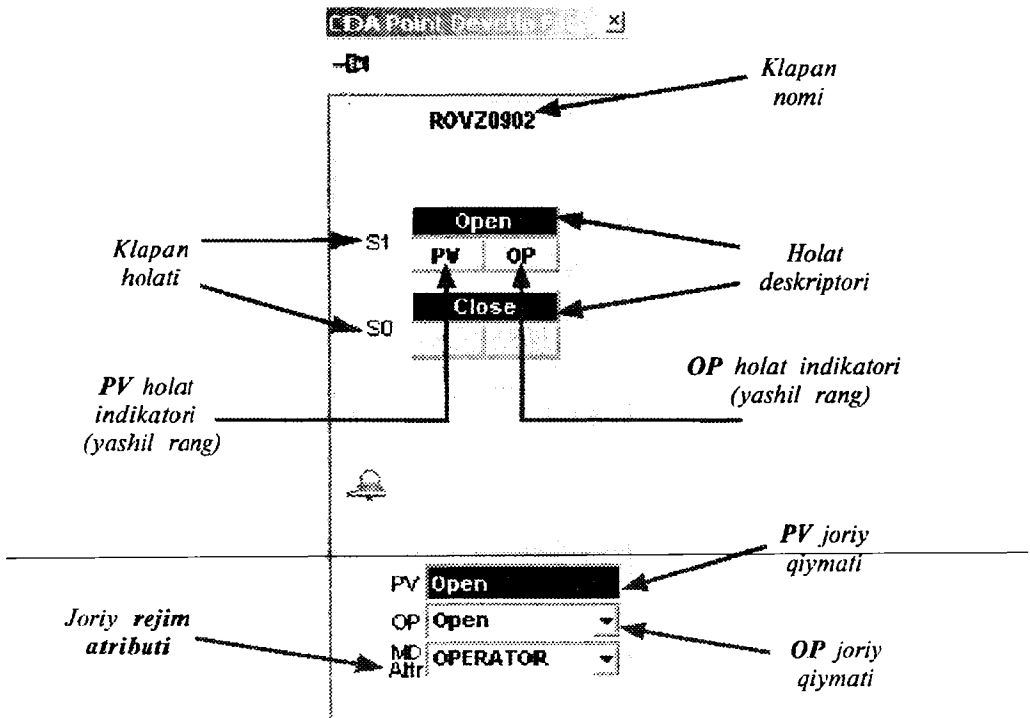 CDA Point
Klapan
nomi
ROVZ0902
Open
S1
PV OP
Klapan
holati
Holat
deskriptori
Close
S0
PV holat
indikatori
(yashil rang)
OP holat indikatori
(yashil rang)
PV joriy
qiymati
PV Open
OP Open
MD
Attr OPERATOR
Joriy rejim
atributi
OP joriy
qiymati